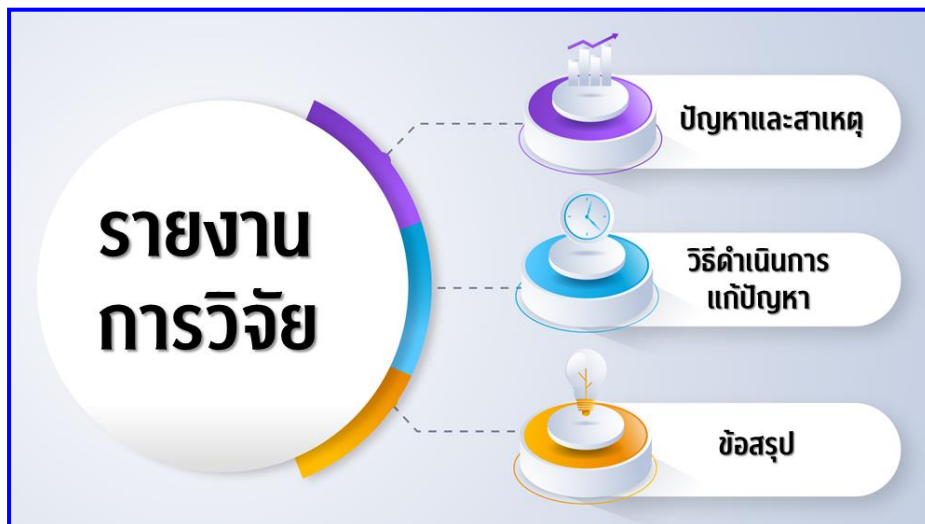 รายงาน
การวิจัย
ปัญหาและสาเหตุ
วิธีดำเนินการ
แก้ปัญหา
ข้อสรุป